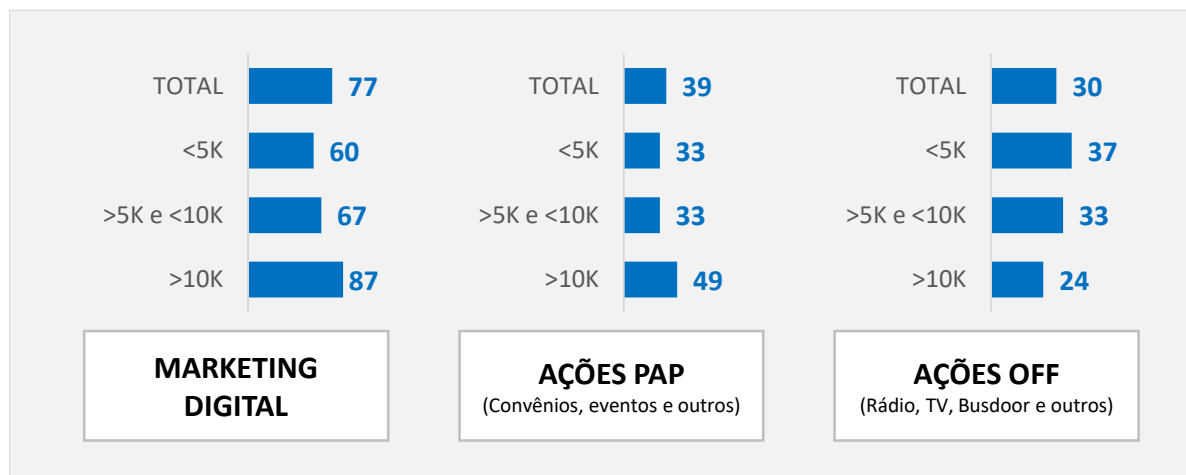 TOTAL 77
<5K 60
>5K e <10K 67
>10K 87
MARKETING
DIGITAL
TOTAL 39
<5K 33
>5K e <10K 33
>10K 49
AÇÕES PAP
(Convênios, eventos e outros)
TOTAL 30
<5K 37
>5K e <10K 33
>10K 24
AÇÕES OFF
(Rádio, TV, Busdoor e outros)